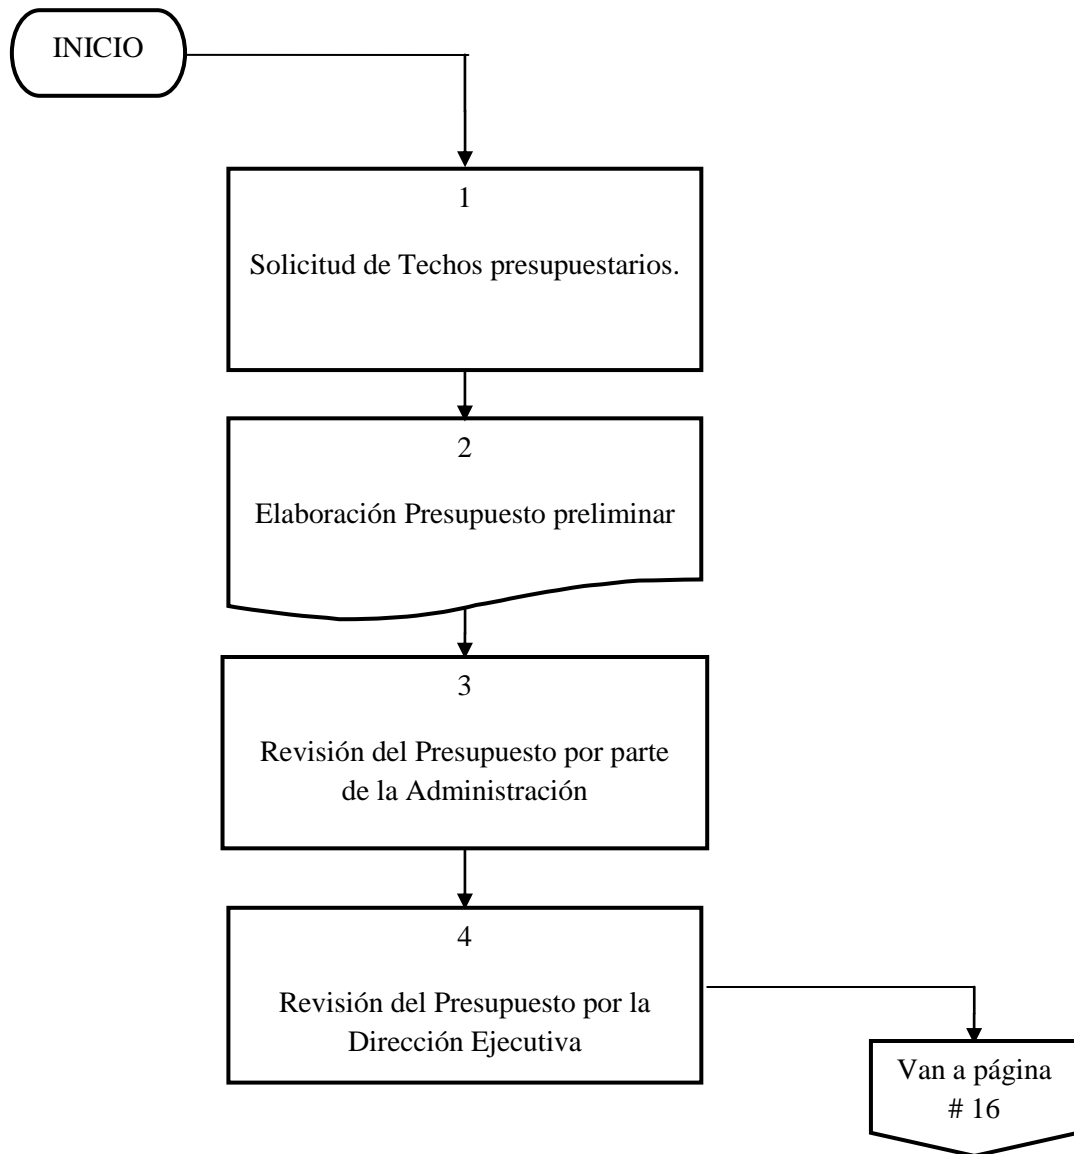 INICIO
1
Solicitud de Techos presupuestarios.
2
Elaboración Presupuesto preliminar
3
Revisión del Presupuesto por parte
de la Administración
4
Revisión del Presupuesto por la
Dirección Ejecutiva
Van a página
# 16